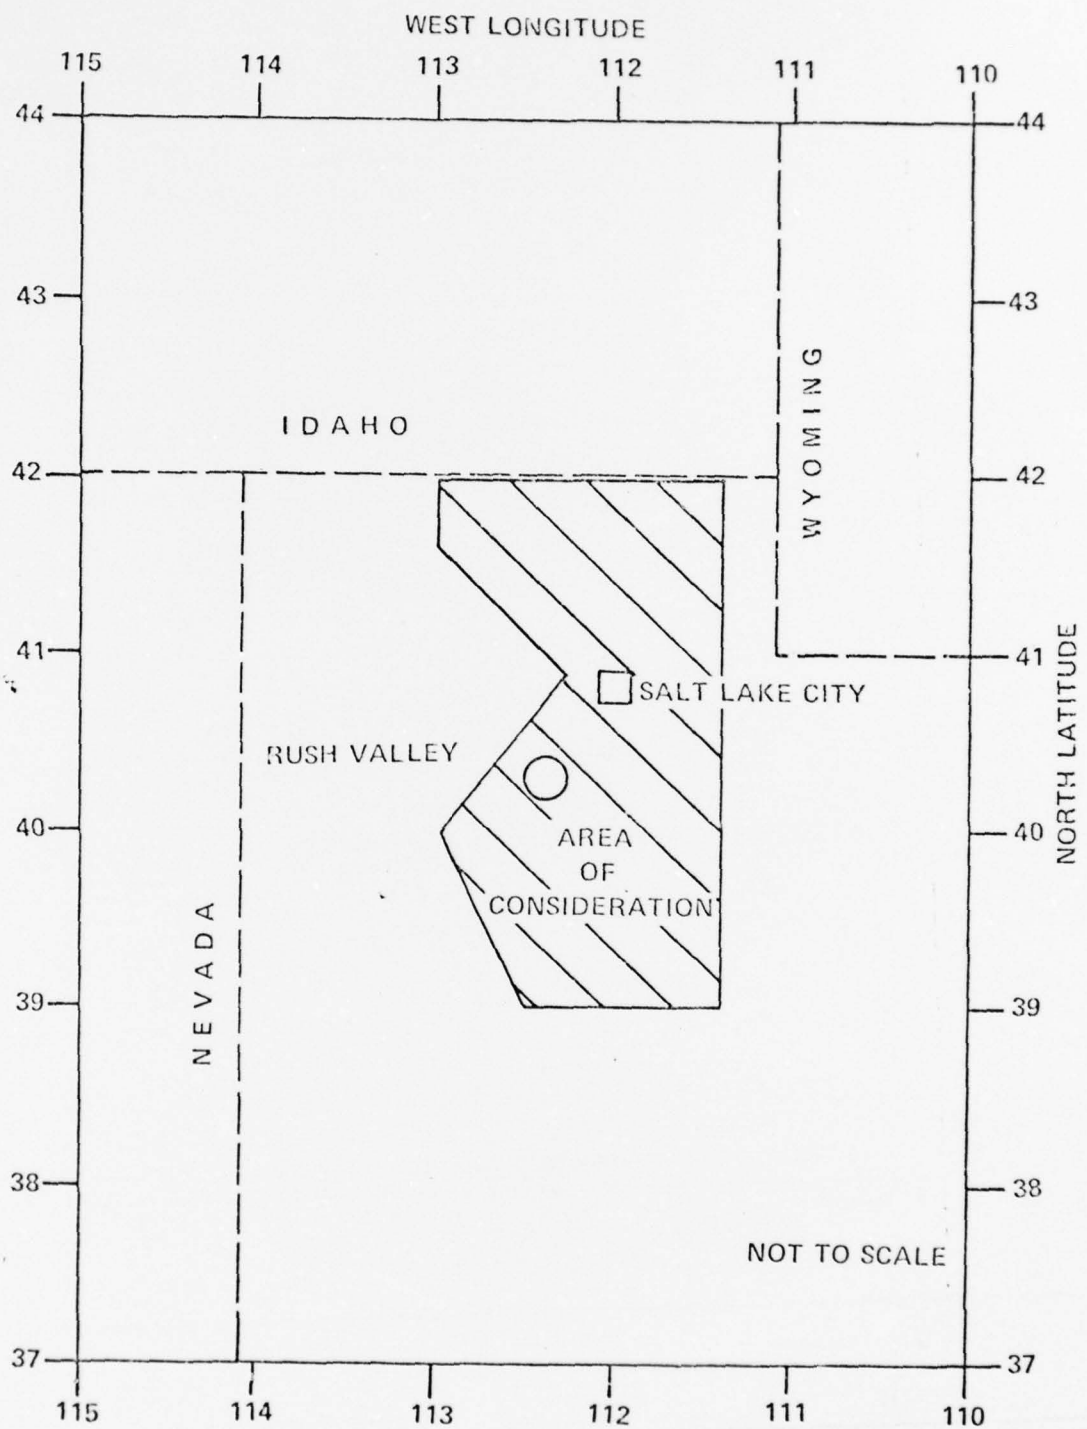 WEST LONGITUDE
115 114 113 112 111 110
44 44
43 43
WYOMING
IDAHO
42 42
41 41
SALT LAKE CITY
NORTH LATITUDE
RUSH VALLEY
40 40
AREA
OF
CONSIDERATION
NEVADA
39 39
38 38
NOT TO SCALE
37 37
115 114 113 112 111 110